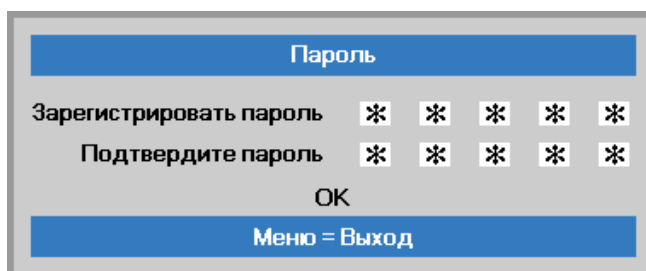 Пароль
Зарегистрировать пароль * * * * *
Подтвердите пароль * * * * *
OK
Меню = Выход